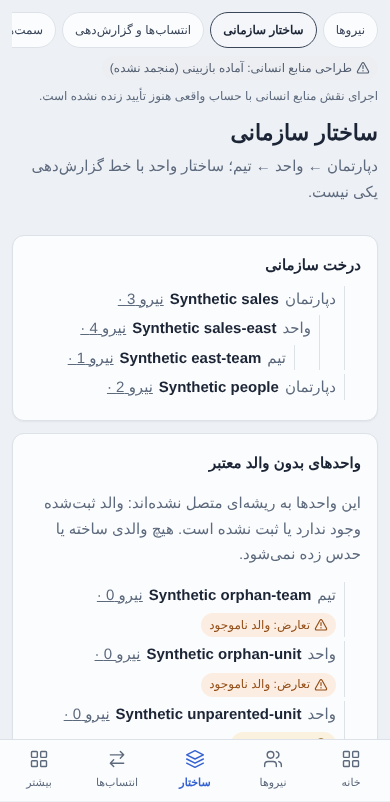 نیروها
ساختار سازمانی
انتساب‌ها و گزارش‌دهی
طراحی منابع انسانی: آماده بازبینی (منجمد نشده)
اجرای نقش منابع انسانی با حساب واقعی هنوز تأیید زنده نشده است.
ساختار سازمانی
دپارتمان ← واحد ← تیم؛ ساختار واحد با خط گزارش‌دهی
یکی نیست.
درخت سازمانی
دپارتمان Synthetic sales نیرو 3 ·
واحد Synthetic sales-east نیرو 4 ·
تیم Synthetic east-team نیرو 1 ·
دپارتمان Synthetic people نیرو 2 ·
واحدهای بدون والد معتبر
این واحدها به ریشه‌ای متصل نشده‌اند: والد ثبت‌شده
وجود ندارد یا ثبت نشده است. هیچ والدی ساخته یا
حدس زده نمی‌شود.
تیم Synthetic orphan-team نیرو 0 ·
تعارض: والد ناموجود
واحد Synthetic orphan-unit نیرو 0 ·
تعارض: والد ناموجود
واحد Synthetic unparented-unit نیرو 0 ·
خانه
نیروها
ساختار
انتساب‌ها
بیشتر